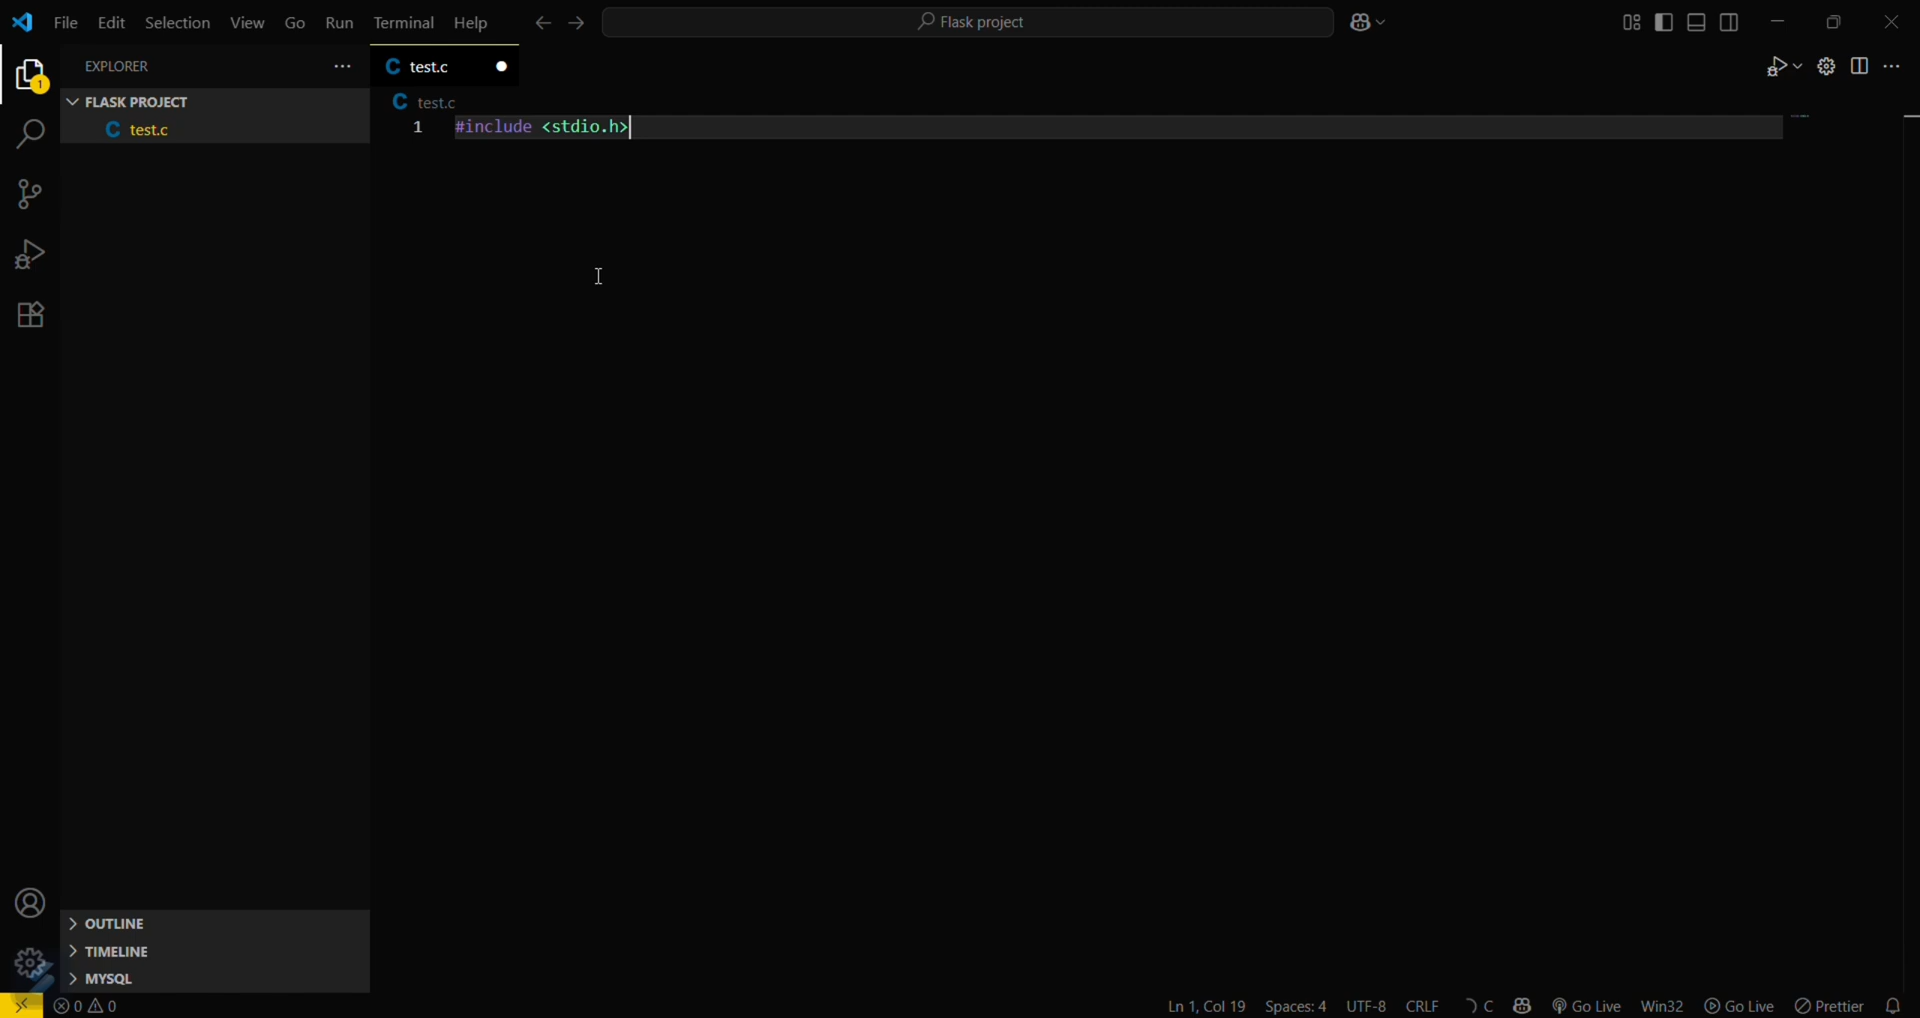 File Edit Selection View Go Run Terminal Help Flask project
EXPLORER
test.c
FLASK PROJECT
test.c
test.c
1 #include <stdio.h>
1
OUTLINE
TIMELINE
MYSQL
0 0 Ln 1, Col 19 Spaces: 4 UTF-8 CRLF C Go Live Win32 Go Live Prettier